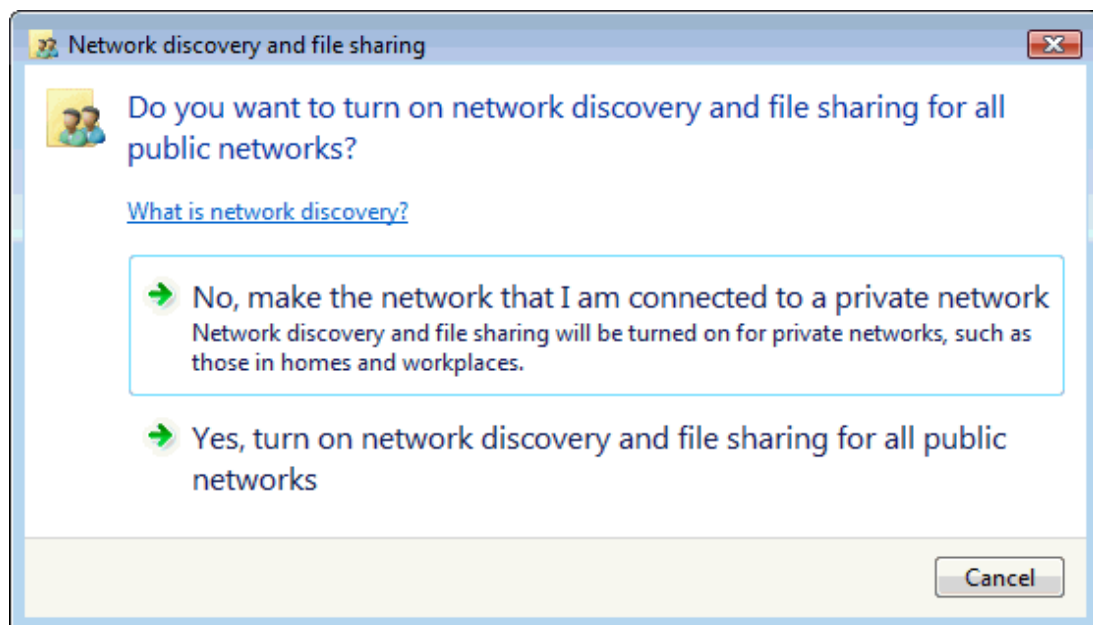 Network discovery and file sharing
Do you want to turn on network discovery and file sharing for all
public networks?
What is network discovery?
No, make the network that I am connected to a private network
Network discovery and file sharing will be turned on for private networks, such as
those in homes and workplaces.
Yes, turn on network discovery and file sharing for all public
networks
Cancel